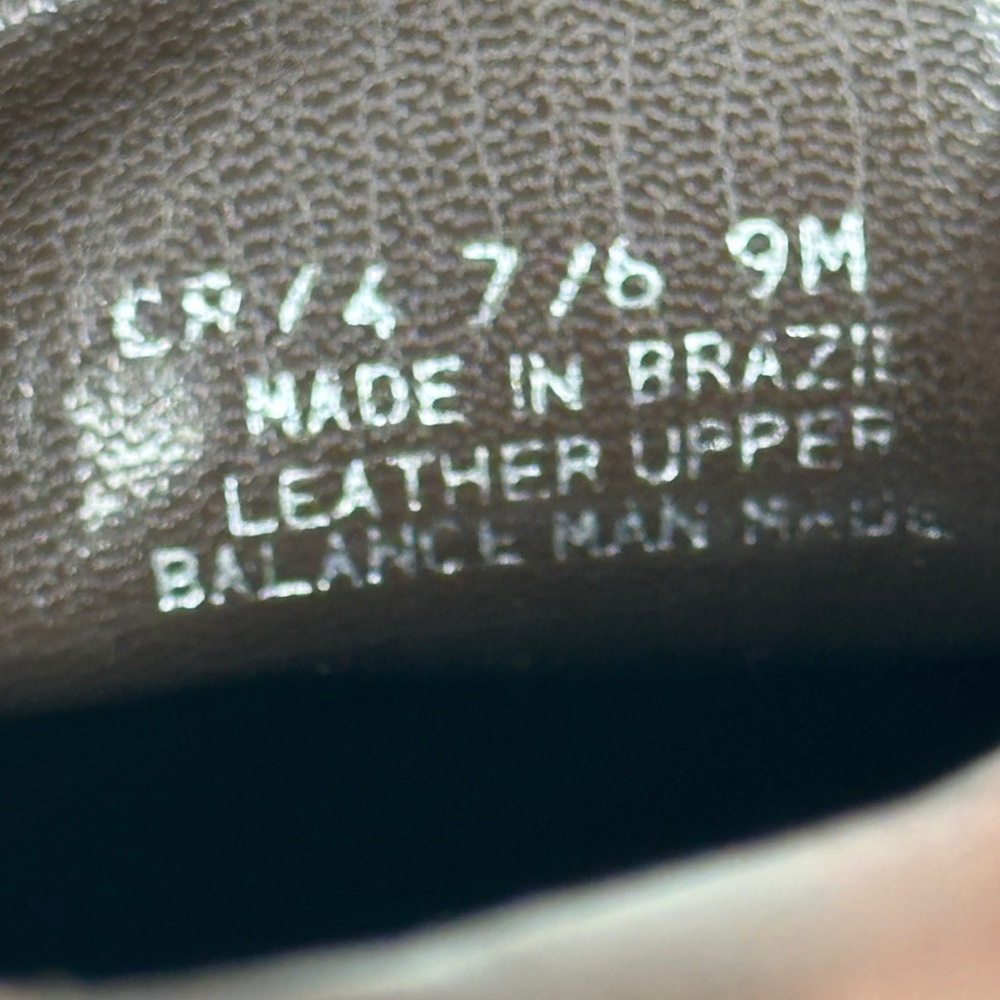 CR/4 7/6 9M
MADE IN BRAZIL
LEATHER UPPER
BALANCE MAN MADE